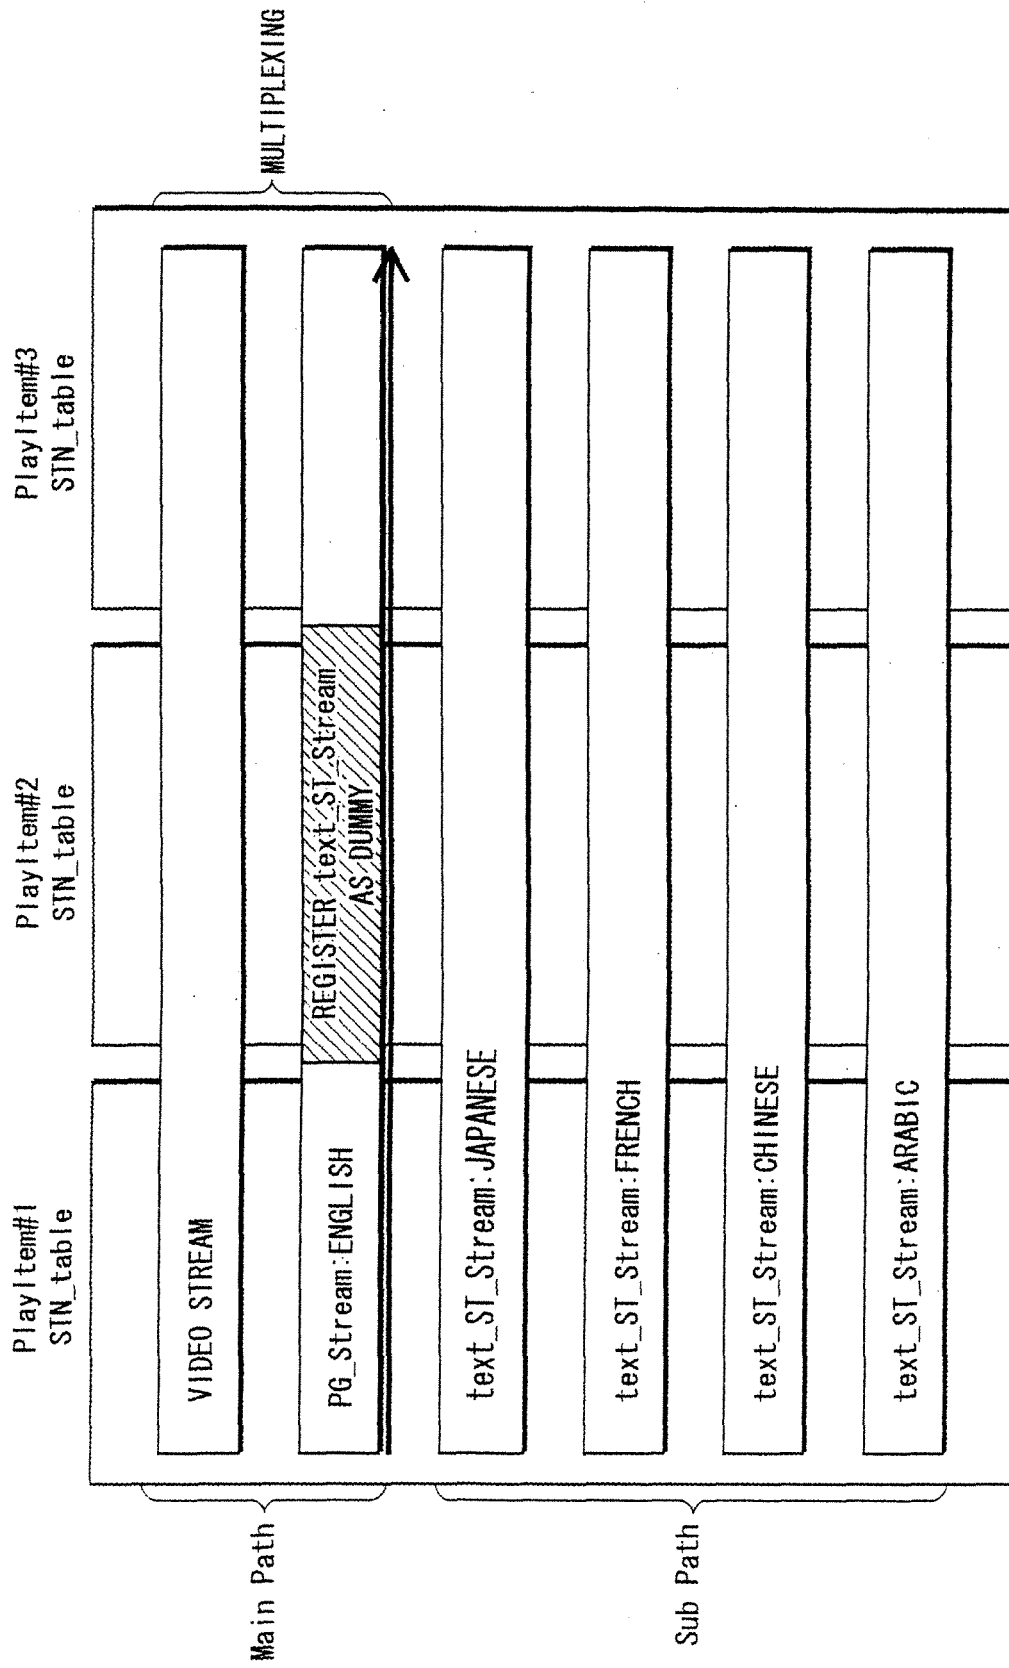 PlayItem#1
STN_table
PlayItem#2
STN_table
PlayItem#3
STN_table
Main Path
VIDEO STREAM
PG_Stream:ENGLISH
REGISTER text_ST_Stream
AS DUMMY
MULTIPLEXING
Sub Path
text_ST_Stream:JAPANESE
text_ST_Stream:FRENCH
text_ST_Stream:CHINESE
text_ST_Stream:ARABIC